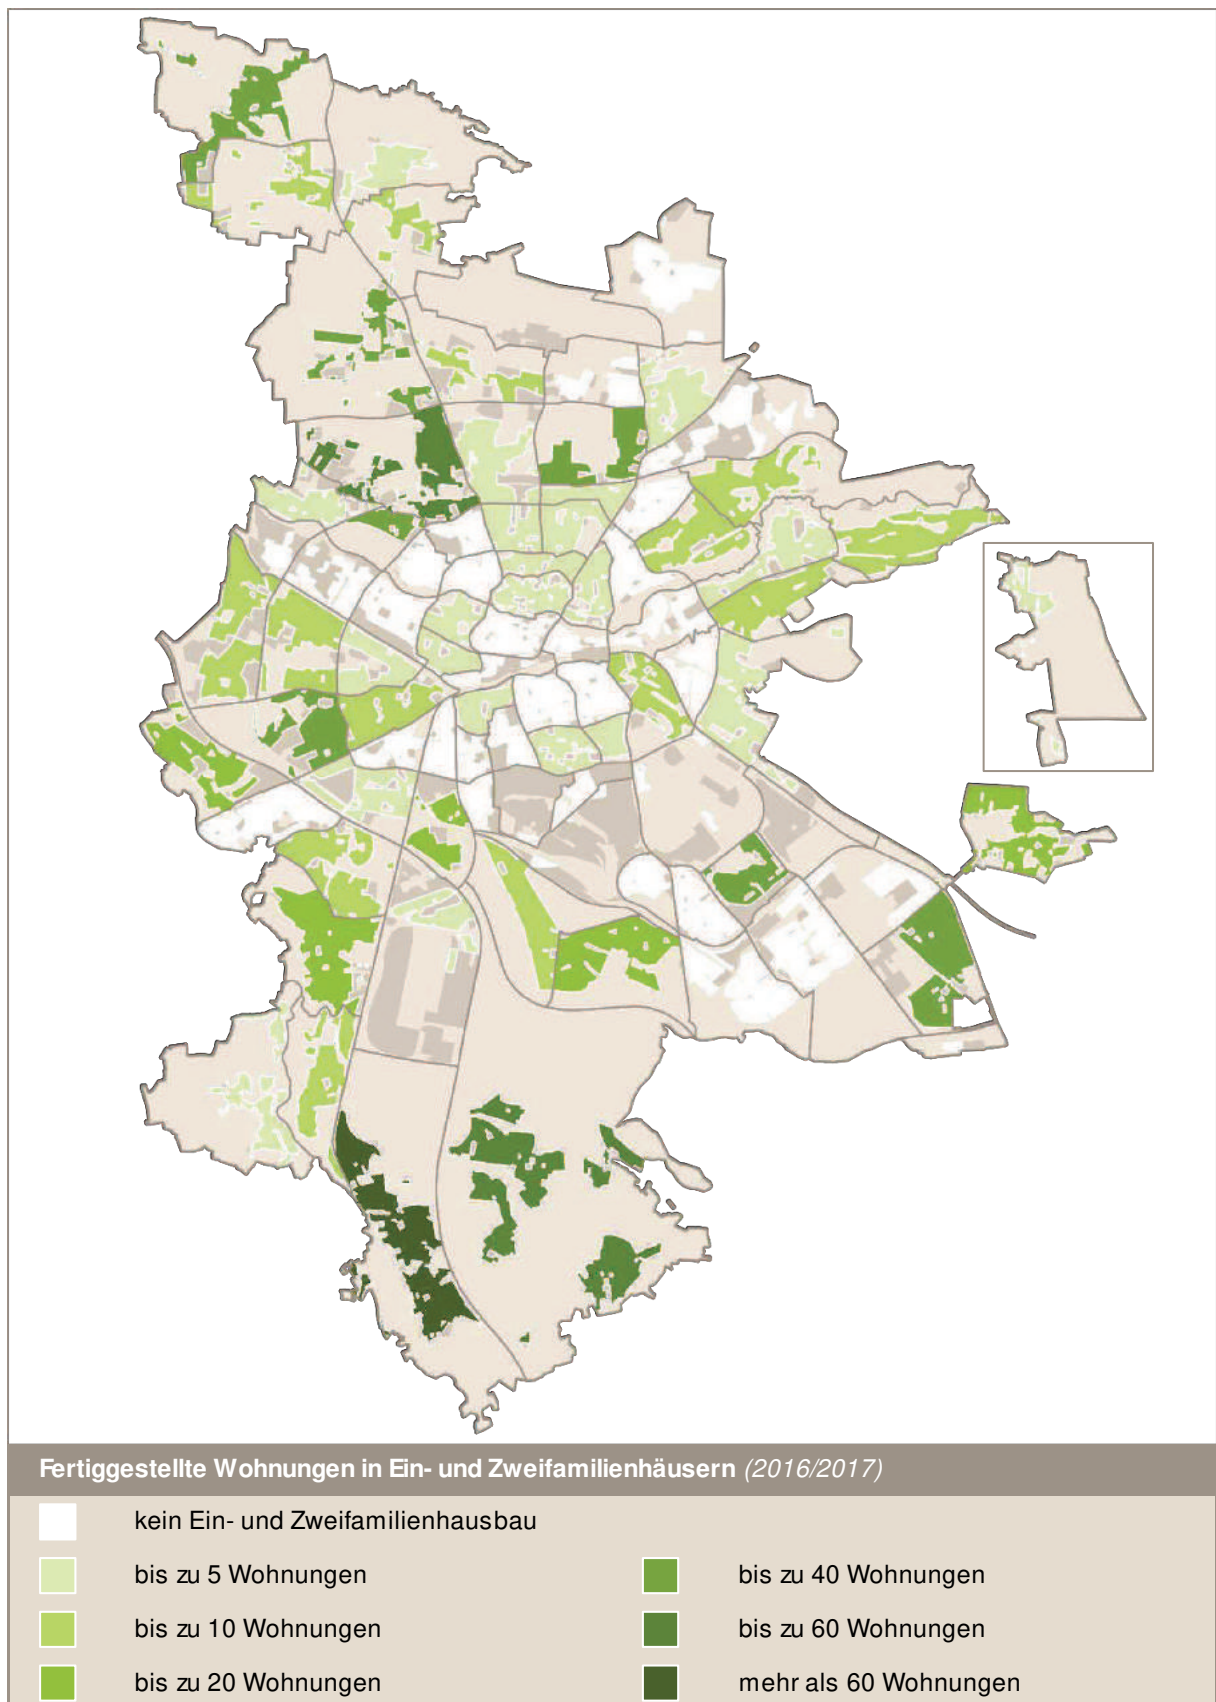 Fertiggestellte Wohnungen in Ein- und Zweifamilienhäusern (2016/2017)
kein Ein- und Zweifamilienhausbau
bis zu 5 Wohnungen
bis zu 40 Wohnungen
bis zu 10 Wohnungen
bis zu 60 Wohnungen
bis zu 20 Wohnungen
mehr als 60 Wohnungen